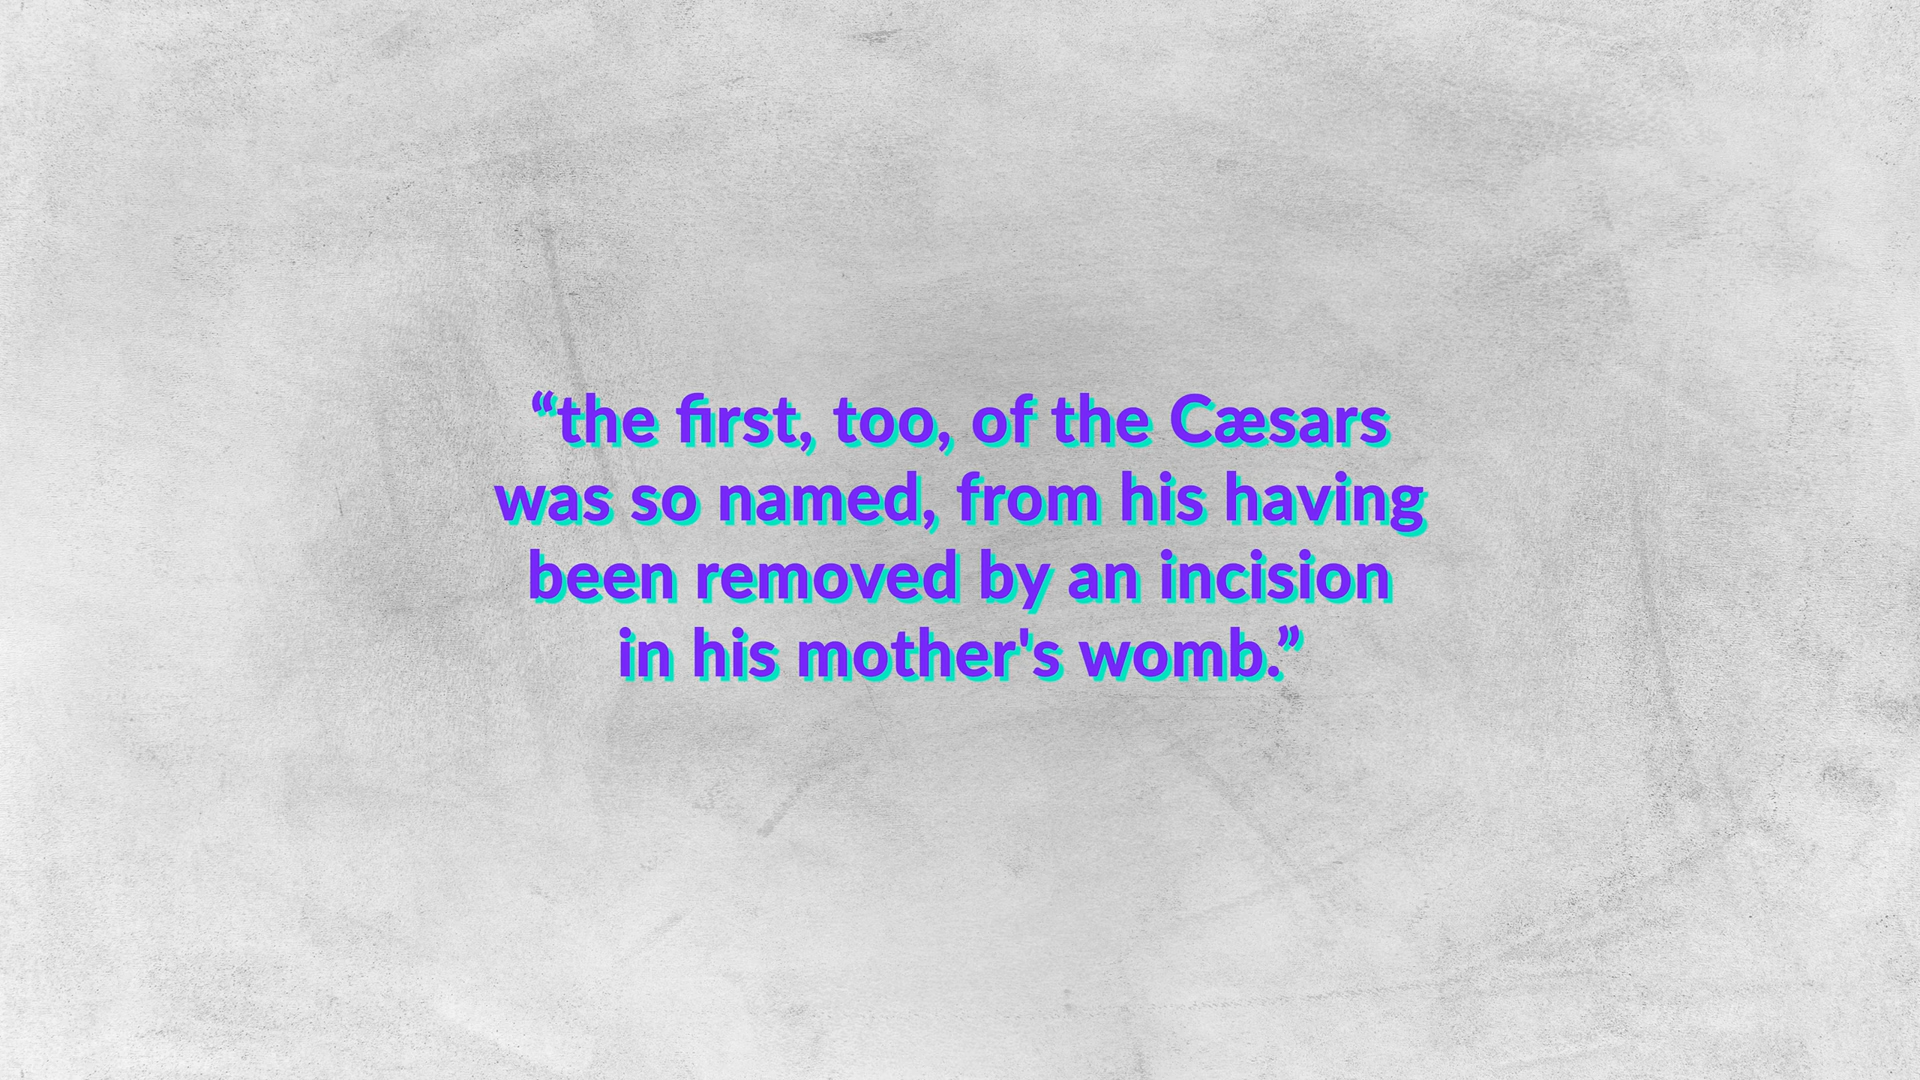 “the first, too, of the Cæsars
was so named, from his having
been removed by an incision
in his mother's womb.”